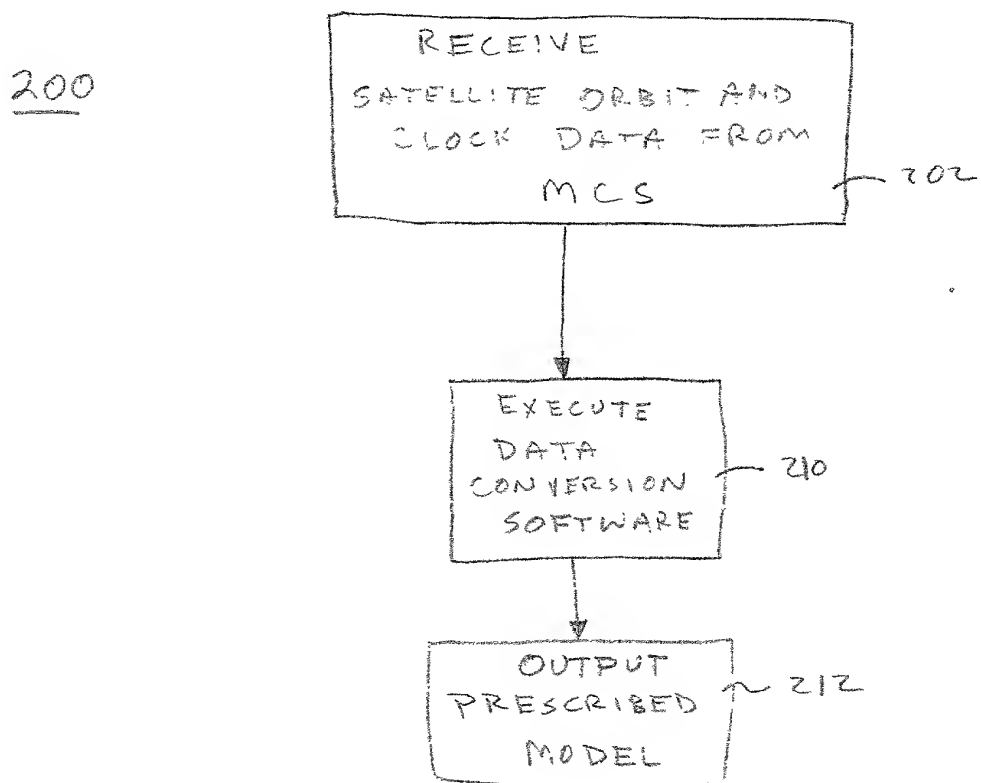 200
RECEIVE
SATELLITE ORBIT AND
CLOCK DATA FROM
MCS
202
EXECUTE
DATA
CONVERSION
SOFTWARE
210
OUTPUT
PRESCRIBED
MODEL
212